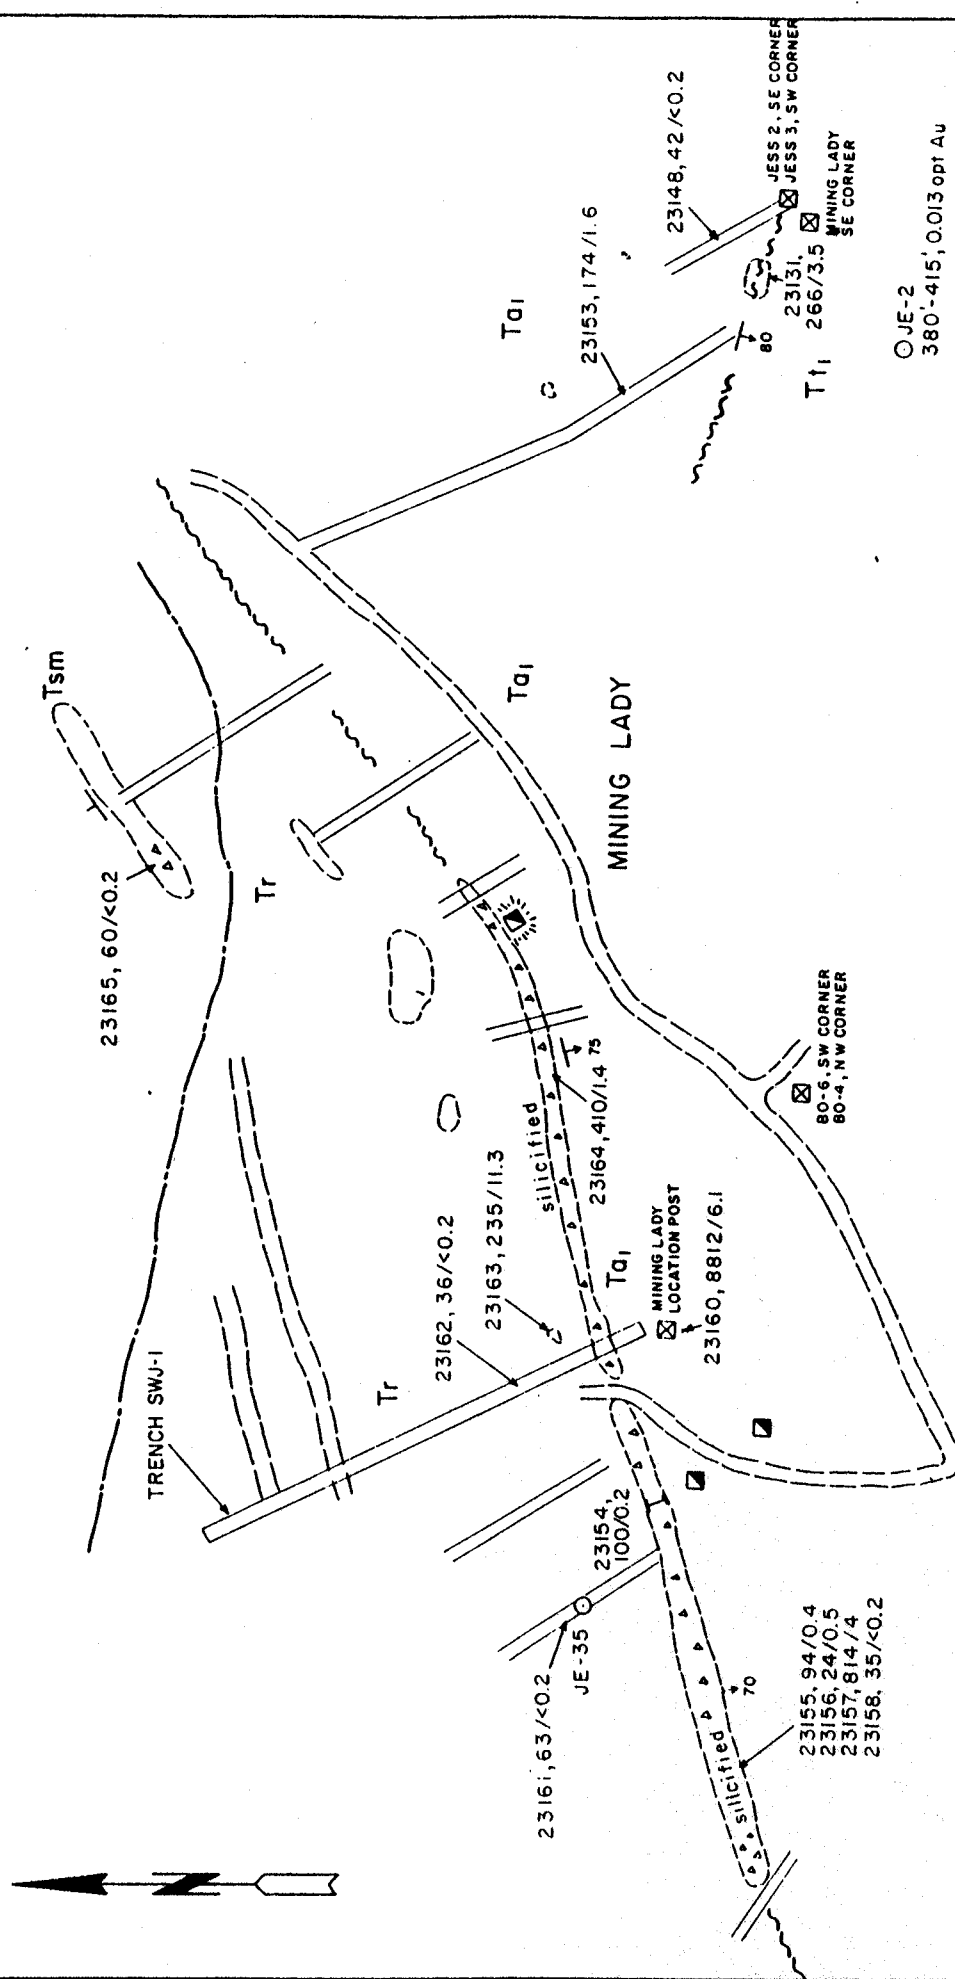 TRENCH SWJ-1
23165, 60/<0.2
Tsm
Tr
23148, 42/<0.2
JESS 2, SE CORNER
JESS 3, SW CORNER
MINING LADY
SE CORNER
23153, 174/1.6
Ta1
23131,
266/3.5
80
Tt1
JE-2
380'-415', 0.013 opt Au
Ta1
MINING LADY
Tr
23162, 36/<0.2
23163, 235/11.3
silicified
23164, 410/1.4
75
Ta1
MINING LADY
LOCATION POST
23160, 8812/6.1
80-6, SW CORNER
80-4, NW CORNER
23161, 63/<0.2
JE-35
23154,
100/0.2
silicified
70
23155, 94/0.4
23156, 24/0.5
23157, 814/4
23158, 35/<0.2
N